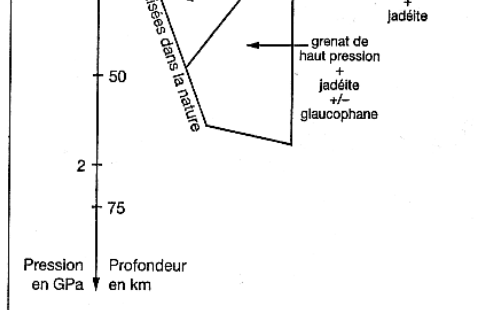 +
jadéite
isées dans la nature
grenat de
haut pression
+
jadéite
+/–
glaucophane
50
2
75
Pression
en GPa
Profondeur
en km